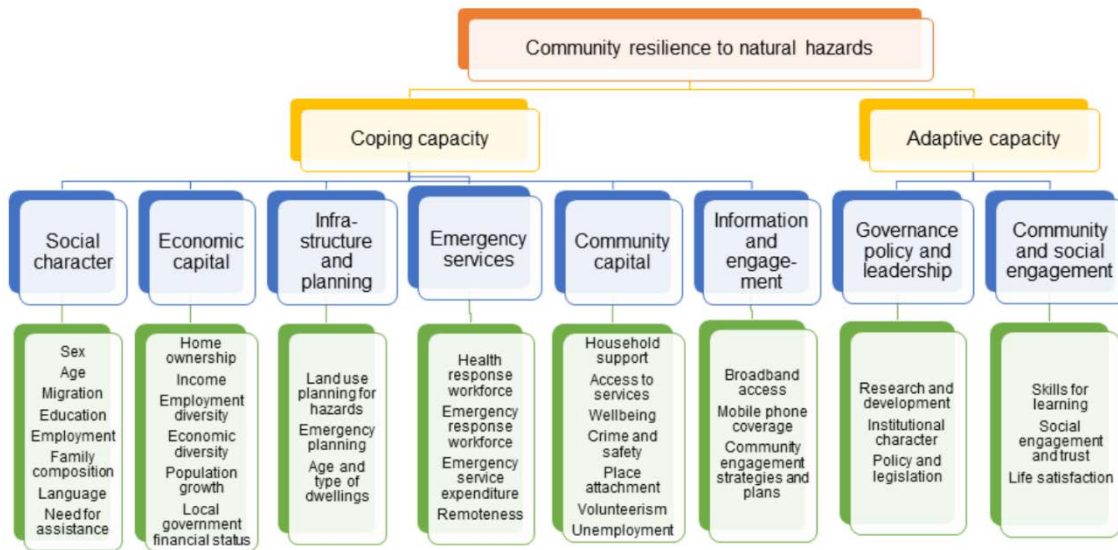 Community resilience to natural hazards
Coping capacity
Adaptive capacity
Social
character
Economic
capital
Infra-
structure
and
planning
Emergency
services
Community
capital
Information
and
engage-
ment
Governance
policy and
leadership
Community
and social
engagement
Sex
Age
Migration
Education
Employment
Family
composition
Language
Need for
assistance
Home
ownership
Income
Employment
diversity
Economic
diversity
Population
growth
Local
government
financial status
Land use
planning for
hazards
Emergency
planning
Age and
type of
dwellings
Health
response
workforce
Emergency
response
workforce
Emergency
service
expenditure
Remoteness
Household
support
Access to
services
Wellbeing
Crime and
safety
Place
attachment
Volunteerism
Unemployment
Broadband
access
Mobile phone
coverage
Community
engagement
strategies and
plans
Research and
development
Institutional
character
Policy and
legislation
Skills for
learning
Social
engagement
and trust
Life satisfaction